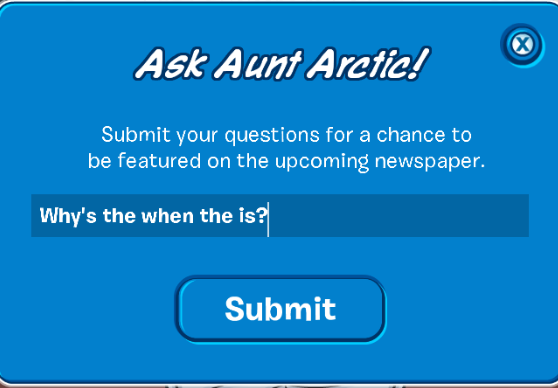 X
Ask Aunt Arctic!
Submit your questions for a chance to
be featured on the upcoming newspaper.
Why's the when the is?
Submit